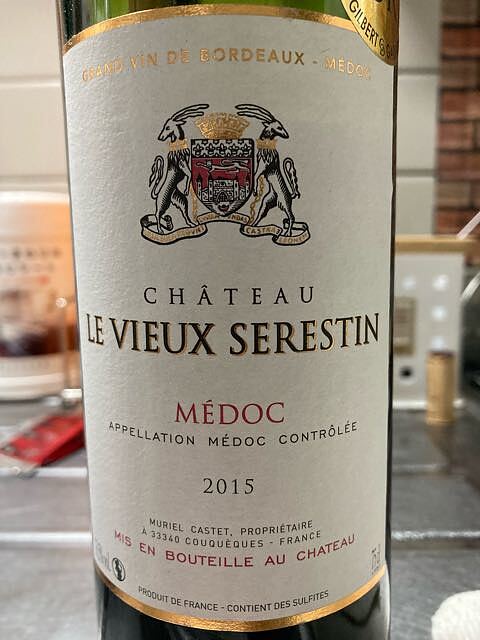 GILBERT &
GRAND VIN DE BORDEAUX - MÉDOC
CHÂTEAU
LE VIEUX SERESTIN
MÉDOC
APPELLATION MÉDOC CONTRÔLÉE
2015
MURIEL CASTET, PROPRIÉTAIRE
À 33340 COUQUÈQUES - FRANCE
MIS EN BOUTEILLE AU CHATEAU
PRODUIT DE FRANCE - CONTIENT DES SULFITES